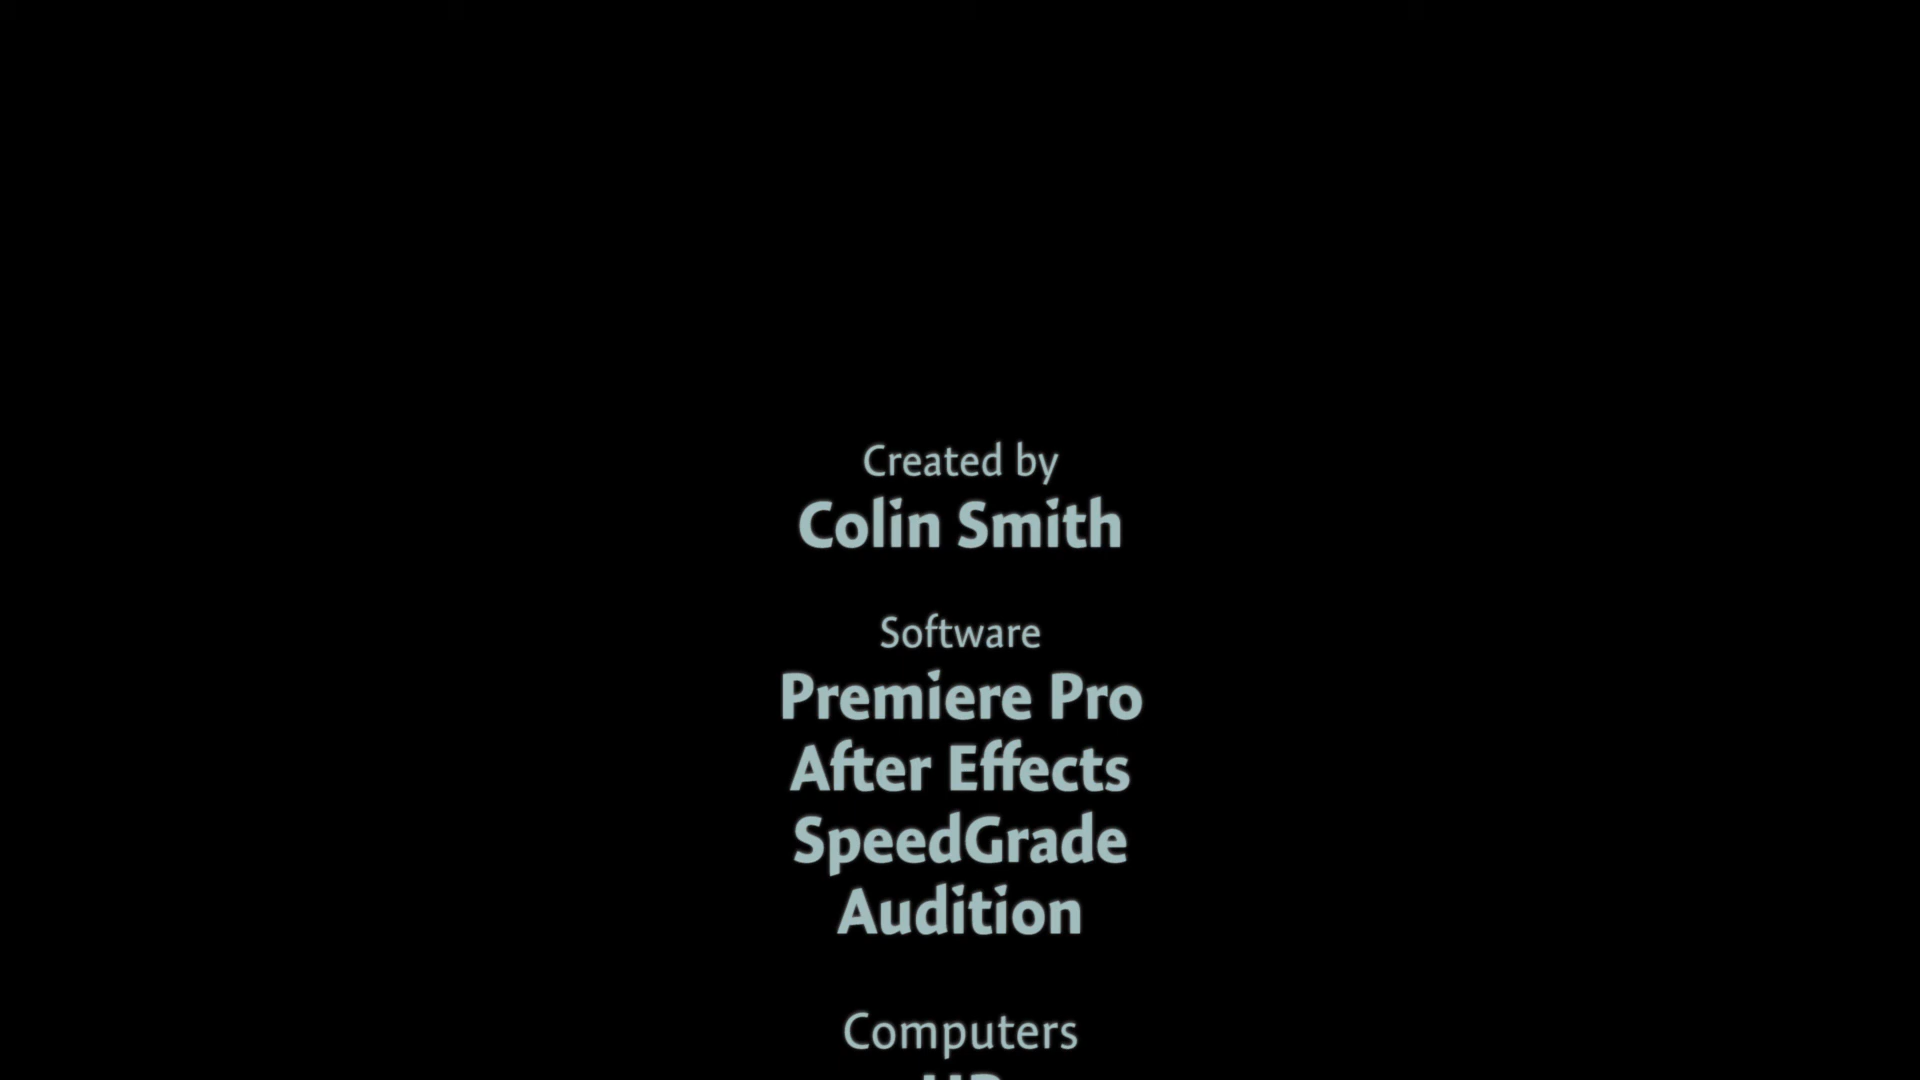 Created by
Colin Smith
Software
Premiere Pro
After Effects
SpeedGrade
Audition
Computers